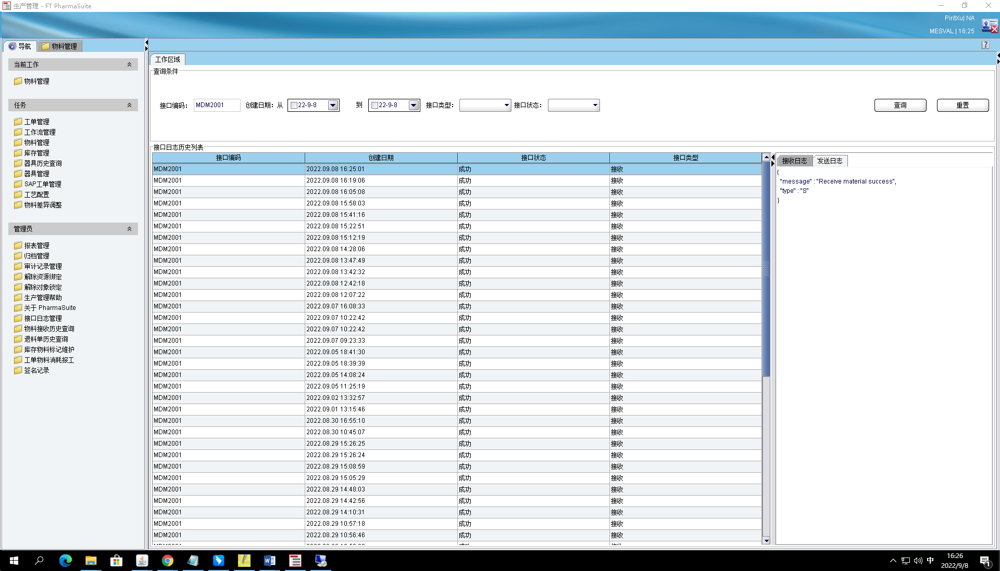 生产管理 - FT PharmaSuite
PiritXu| NA
MESVAL | 16:25
导航
物料管理
当前工作
物料管理
任务
工单管理
工作流管理
物料管理
库存管理
器具历史查询
器具管理
SAP工单管理
工艺配置
物料差异调整
管理员
报表管理
归档管理
审计记录管理
解除资源绑定
解除对象锁定
生产管理帮助
关于 PharmaSuite
接口日志管理
物料接收历史查询
退料单历史查询
库存物料标记维护
工单物料消耗报工
签名记录
工作区域
查询条件
接口编码： MDM2001 创建日期：从 22-9-8 到 22-9-8 接口类型： 接口状态： 查询 重置
接口日志历史列表
接口编码 创建日期 接口状态 接口类型
MDM2001 2022.09.08 16:25:01 成功 接收
MDM2001 2022.09.08 16:19:06 成功 接收
MDM2001 2022.09.08 16:05:08 成功 接收
MDM2001 2022.09.08 15:58:03 成功 接收
MDM2001 2022.09.08 15:41:16 成功 接收
MDM2001 2022.09.08 15:22:51 成功 接收
MDM2001 2022.09.08 15:12:19 成功 接收
MDM2001 2022.09.08 14:28:06 成功 接收
MDM2001 2022.09.08 13:47:49 成功 接收
MDM2001 2022.09.08 13:42:32 成功 接收
MDM2001 2022.09.08 12:42:18 成功 接收
MDM2001 2022.09.08 12:07:22 成功 接收
MDM2001 2022.09.07 16:08:33 成功 接收
MDM2001 2022.09.07 10:22:42 成功 接收
MDM2001 2022.09.07 10:22:42 成功 接收
MDM2001 2022.09.07 09:23:33 成功 接收
MDM2001 2022.09.05 18:41:30 成功 接收
MDM2001 2022.09.05 18:39:39 成功 接收
MDM2001 2022.09.05 14:08:24 成功 接收
MDM2001 2022.09.05 11:25:19 成功 接收
MDM2001 2022.09.02 13:32:57 成功 接收
MDM2001 2022.09.01 13:15:46 成功 接收
MDM2001 2022.08.30 16:55:10 成功 接收
MDM2001 2022.08.30 10:45:07 成功 接收
MDM2001 2022.08.29 15:26:25 成功 接收
MDM2001 2022.08.29 15:26:24 成功 接收
MDM2001 2022.08.29 15:08:59 成功 接收
MDM2001 2022.08.29 15:05:29 成功 接收
MDM2001 2022.08.29 14:48:03 成功 接收
MDM2001 2022.08.29 14:42:56 成功 接收
MDM2001 2022.08.29 14:10:31 成功 接收
MDM2001 2022.08.29 10:57:18 成功 接收
MDM2001 2022.08.29 10:56:46 成功 接收
接收日志 发送日志
{
"message" : "Receive material success",
"type" : "S"
}
中
16:26
2022/9/8
1